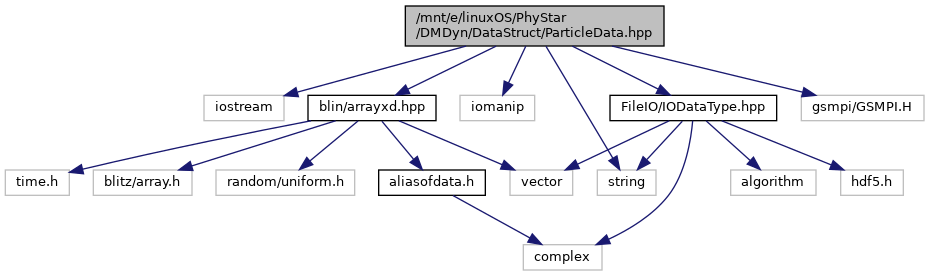 /mnt/e/linuxOS/PhyStar
/DMDyn/DataStruct/ParticleData.hpp
iostream
blin/arrayxd.hpp
iomanip
FileIO/IODataType.hpp
gsmpi/GSMPI.H
time.h
blitz/array.h
random/uniform.h
aliasofdata.h
vector
string
algorithm
hdf5.h
complex